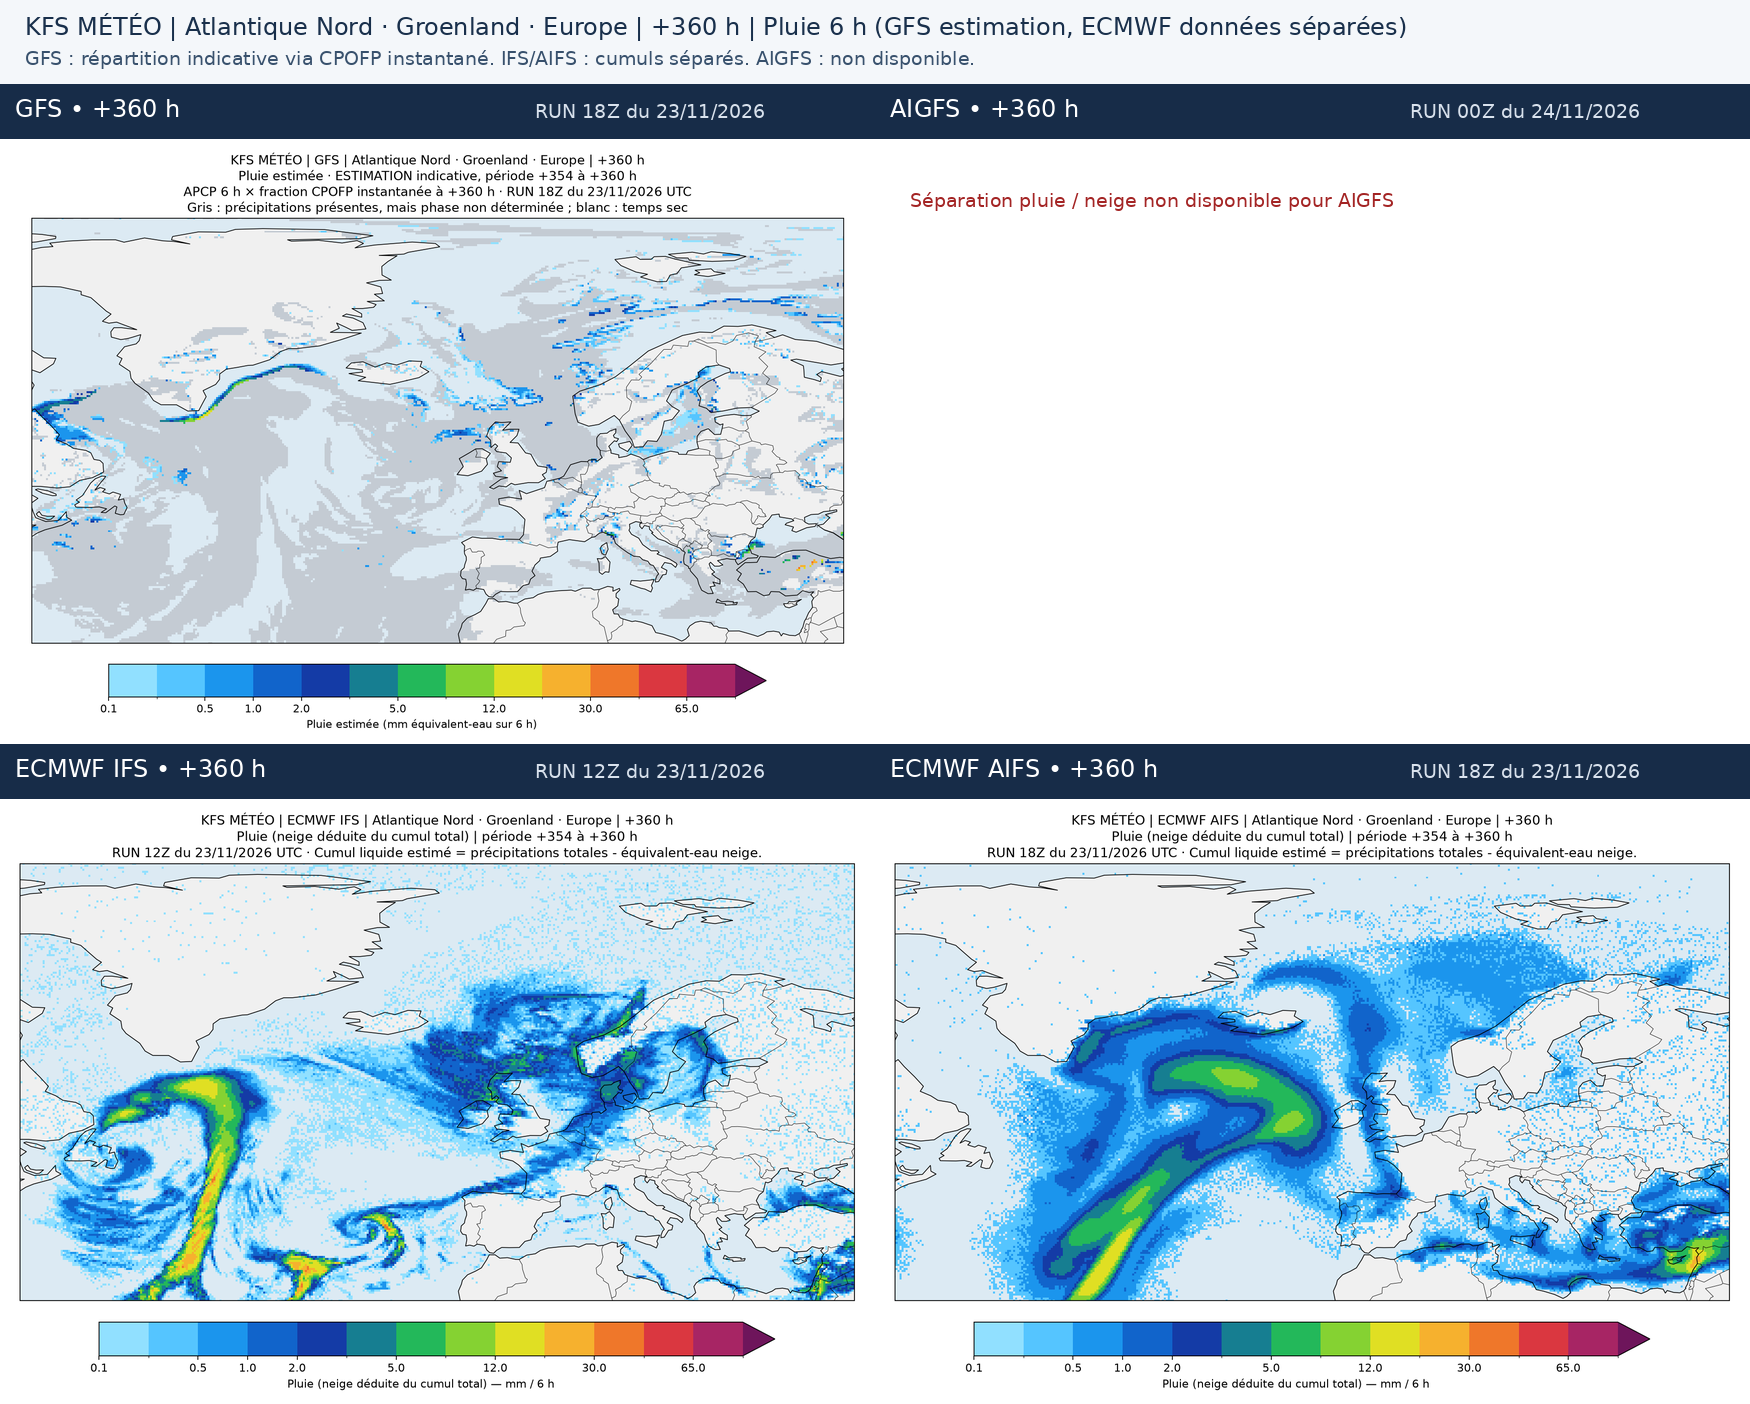 KFS MÉTÉO | Atlantique Nord · Groenland · Europe | +360 h | Pluie 6 h (GFS estimation, ECMWF données séparées)
GFS : répartition indicative via CPOFP instantané. IFS/AIFS : cumuls séparés. AIGFS : non disponible.
GFS • +360 h
RUN 18Z du 23/11/2026
KFS MÉTÉO | GFS | Atlantique Nord · Groenland · Europe | +360 h
Pluie estimée · ESTIMATION indicative, période +354 à +360 h
APCP 6 h × fraction CPOFP instantanée à +360 h · RUN 18Z du 23/11/2026 UTC
Gris : précipitations présentes, mais phase non déterminée ; blanc : temps sec
0.1 0.5 1.0 2.0 5.0 12.0 30.0 65.0
Pluie estimée (mm équivalent-eau sur 6 h)
AIGFS • +360 h
RUN 00Z du 24/11/2026
Séparation pluie / neige non disponible pour AIGFS
ECMWF IFS • +360 h
RUN 12Z du 23/11/2026
KFS MÉTÉO | ECMWF IFS | Atlantique Nord · Groenland · Europe | +360 h
Pluie (neige déduite du cumul total) | période +354 à +360 h
RUN 12Z du 23/11/2026 UTC · Cumul liquide estimé = précipitations totales - équivalent-eau neige.
0.1 0.5 1.0 2.0 5.0 12.0 30.0 65.0
Pluie (neige déduite du cumul total) — mm / 6 h
ECMWF AIFS • +360 h
RUN 18Z du 23/11/2026
KFS MÉTÉO | ECMWF AIFS | Atlantique Nord · Groenland · Europe | +360 h
Pluie (neige déduite du cumul total) | période +354 à +360 h
RUN 18Z du 23/11/2026 UTC · Cumul liquide estimé = précipitations totales - équivalent-eau neige.
0.1 0.5 1.0 2.0 5.0 12.0 30.0 65.0
Pluie (neige déduite du cumul total) — mm / 6 h